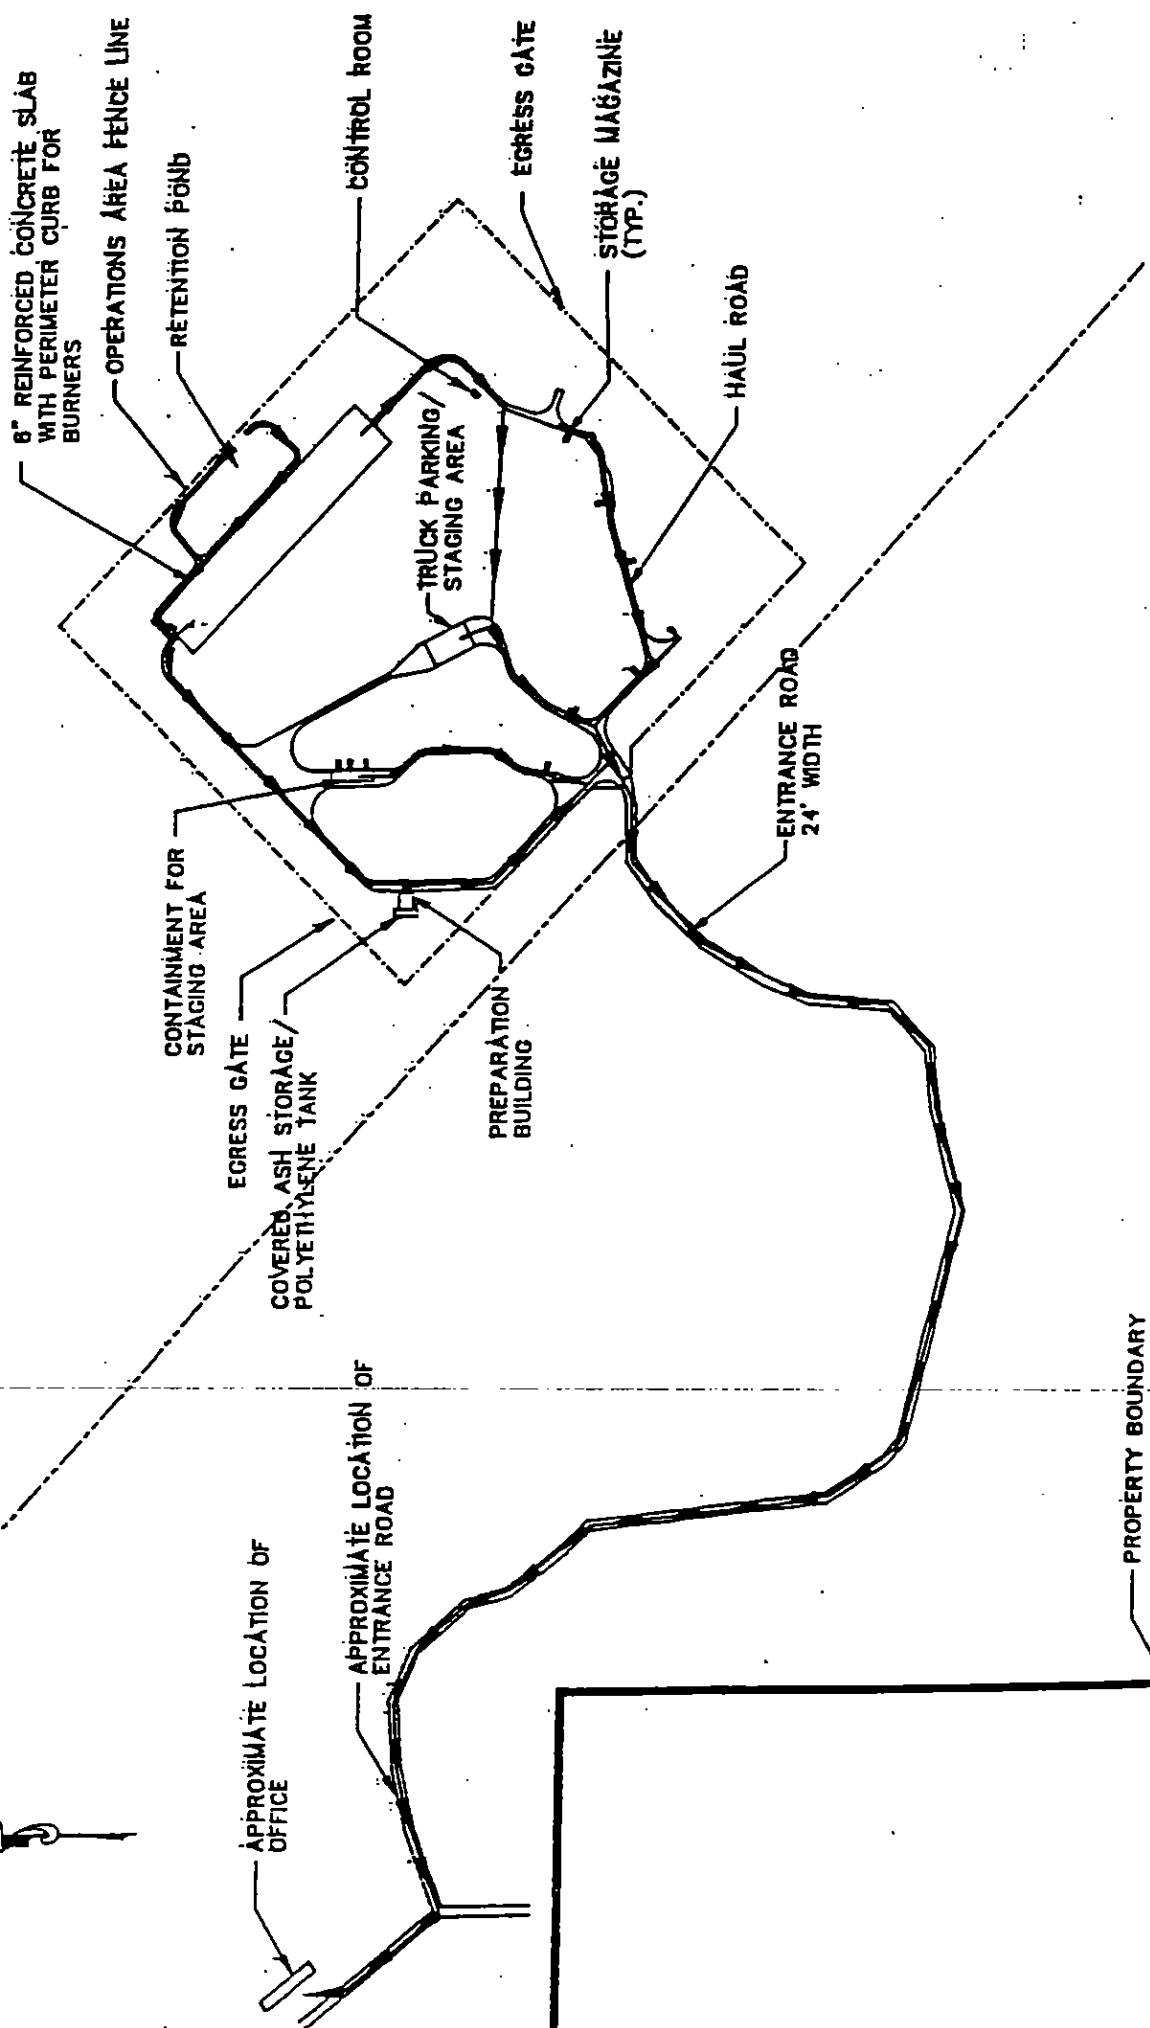 6" REINFORCED CONCRETE SLAB
WITH PERIMETER CURB FOR
BURNERS
OPERATIONS AREA FENCE LINE
RETENTION POND
CONTROL ROOM
EGRESS GATE
STORAGE MAGAZINE
(TYP.)
HAUL ROAD
TRUCK PARKING/
STAGING AREA
ENTRANCE ROAD
24' WIDTH
CONTAINMENT FOR
STAGING AREA
EGRESS GATE
COVERED ASH STORAGE/
POLYETHYLENE TANK
PREPARATION
BUILDING
APPROXIMATE LOCATION OF
ENTRANCE ROAD
APPROXIMATE LOCATION OF
OFFICE
PROPERTY BOUNDARY